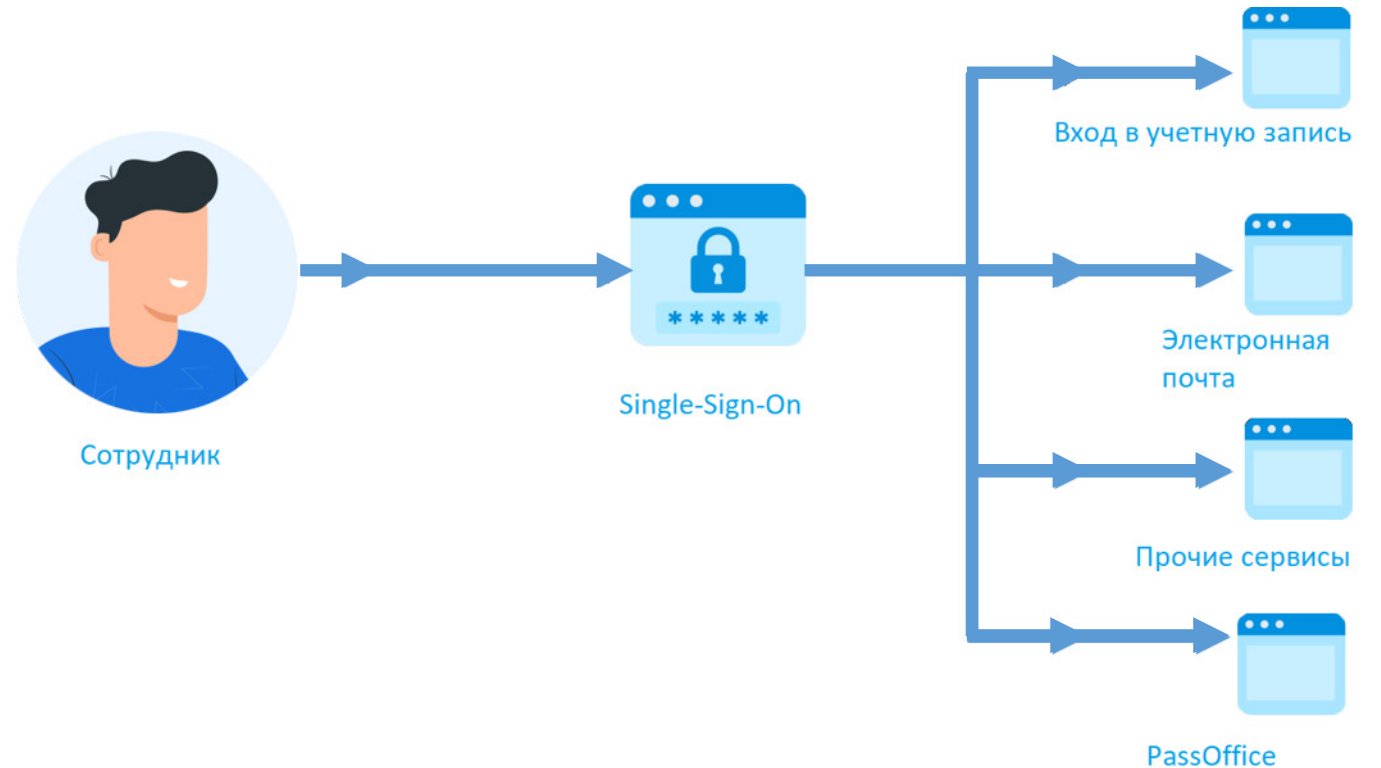 Вход в учетную запись
Электронная
почта
* * * * *
Single-Sign-On
Сотрудник
Прочие сервисы
PassOffice